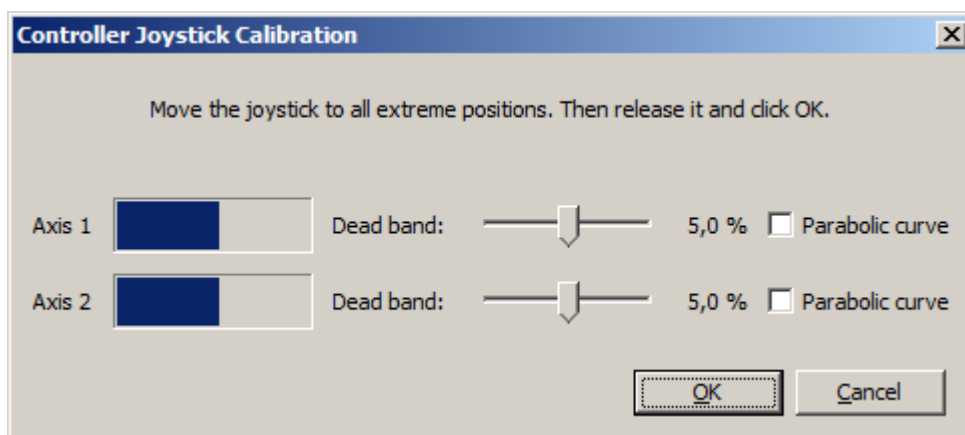 Controller Joystick Calibration
Move the joystick to all extreme positions. Then release it and click OK.
Axis 1 Dead band: 5,0 % Parabolic curve
Axis 2 Dead band: 5,0 % Parabolic curve
OK Cancel